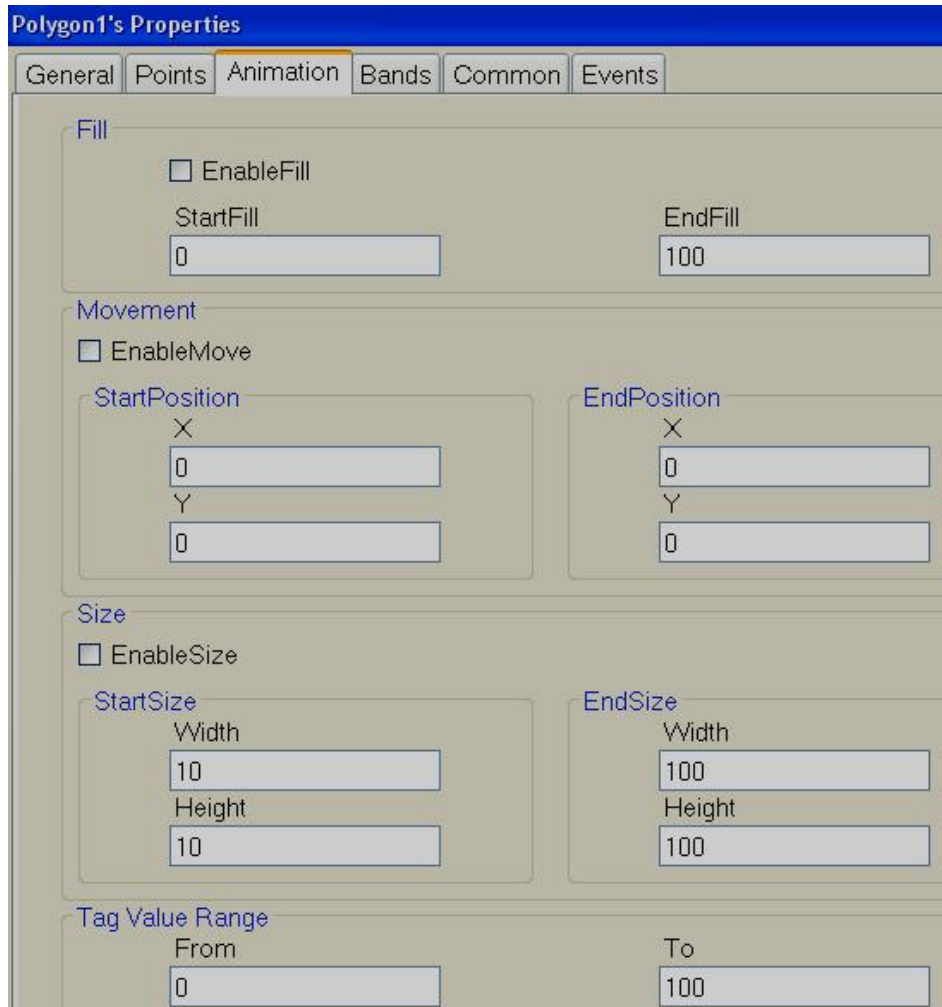 Polygon1's Properties
General Points Animation Bands Common Events
Fill
EnableFill
StartFill EndFill
0 100
Movement
EnableMove
StartPosition EndPosition
X X
0 0
Y Y
0 0
Size
EnableSize
StartSize EndSize
Width Width
10 100
Height Height
10 100
Tag Value Range
From To
0 100